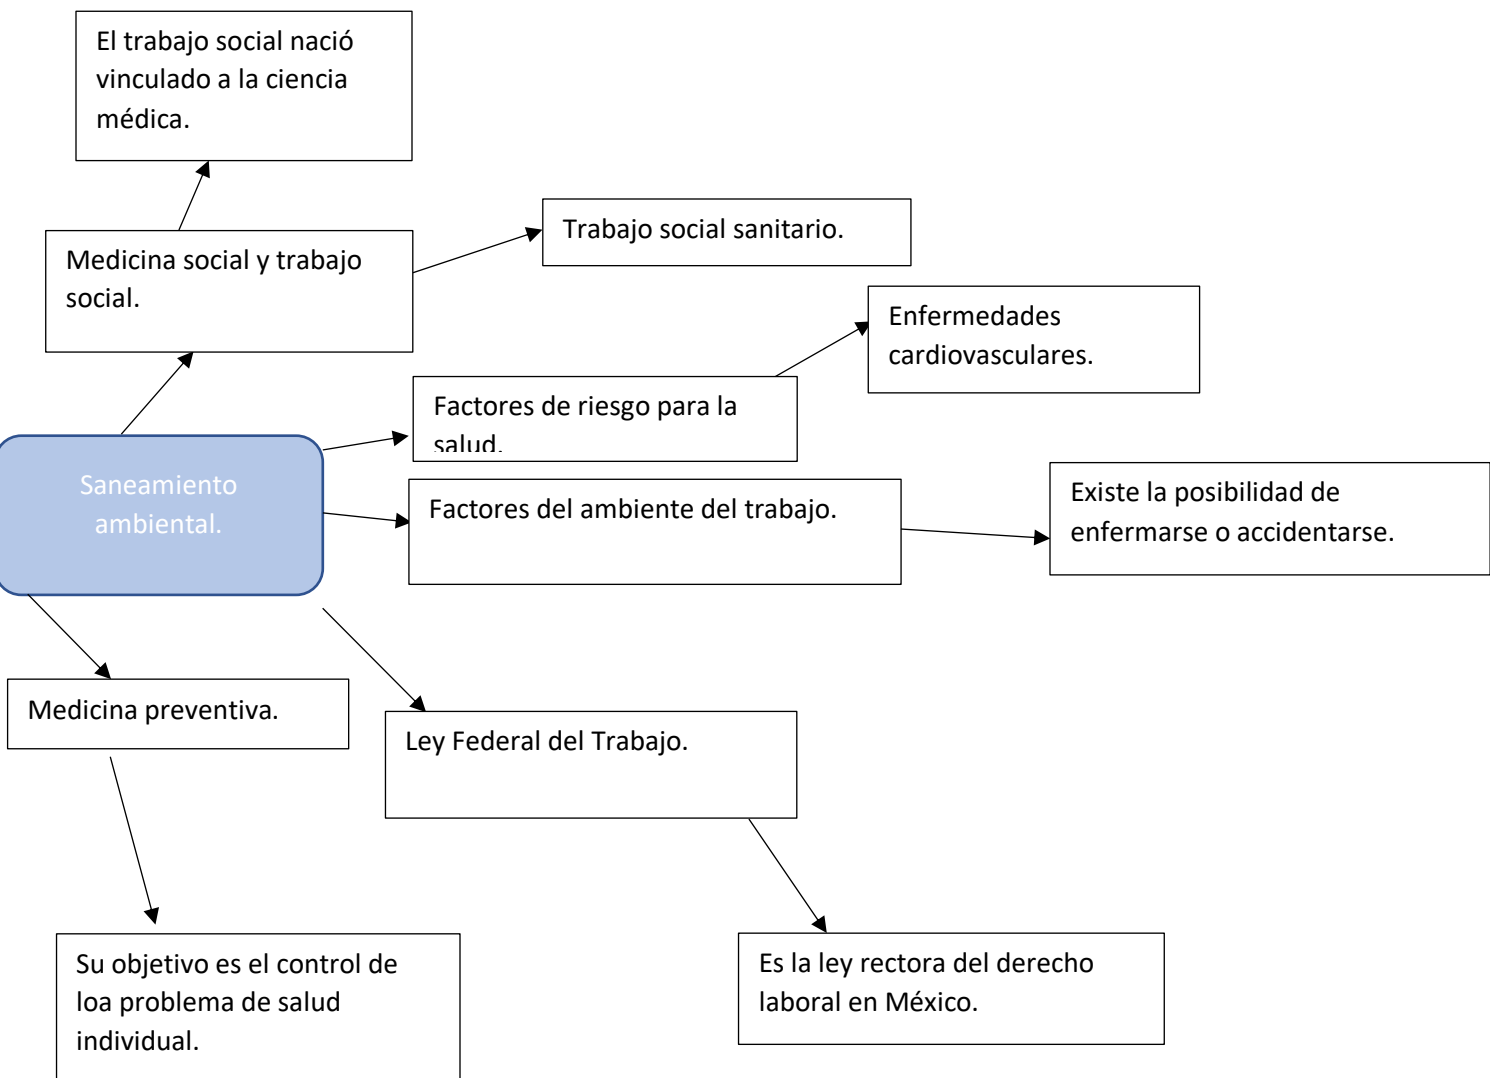 El trabajo social nació
vinculado a la ciencia
médica.
Medicina social y trabajo
social.
Trabajo social sanitario.
Enfermedades
cardiovasculares.
Factores de riesgo para la
salud.
Saneamiento
ambiental.
Factores del ambiente del trabajo.
Existe la posibilidad de
enfermarse o accidentarse.
Medicina preventiva.
Ley Federal del Trabajo.
Su objetivo es el control de
loa problema de salud
individual.
Es la ley rectora del derecho
laboral en México.